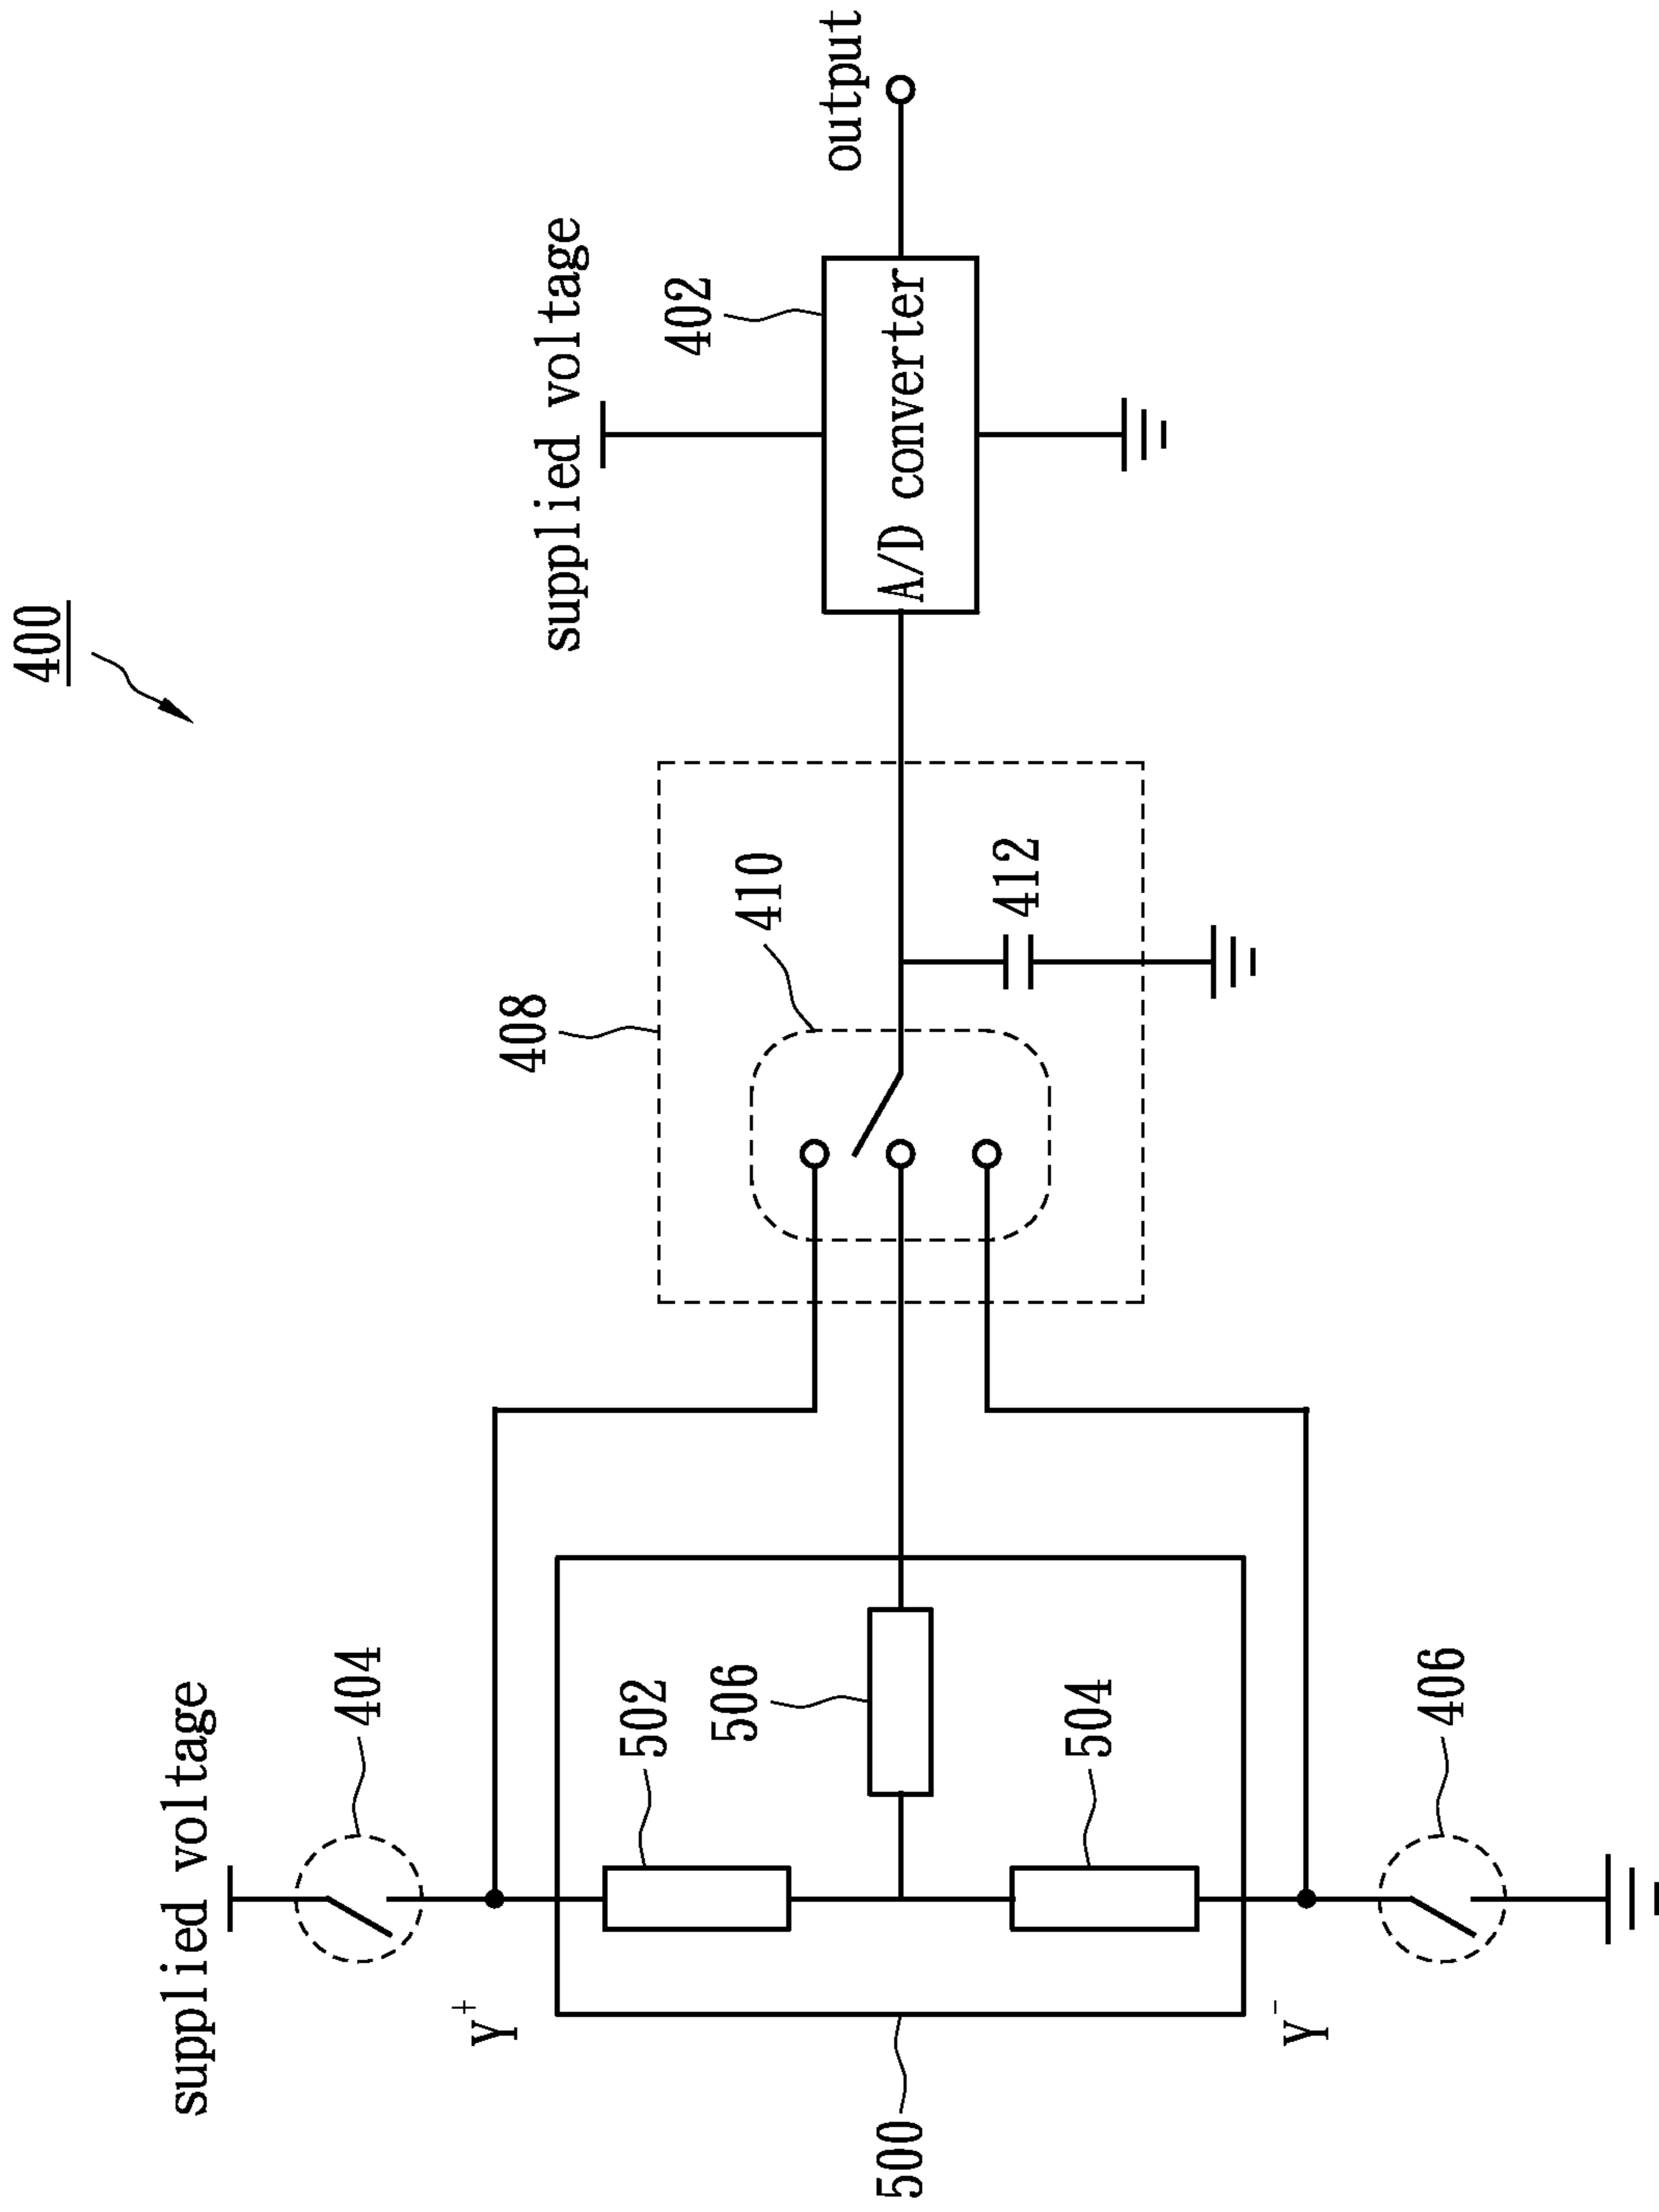 400
supplied voltage
404
Y+
500
502
506
504
Y-
406
408
410
412
supplied voltage
402
A/D converter
output